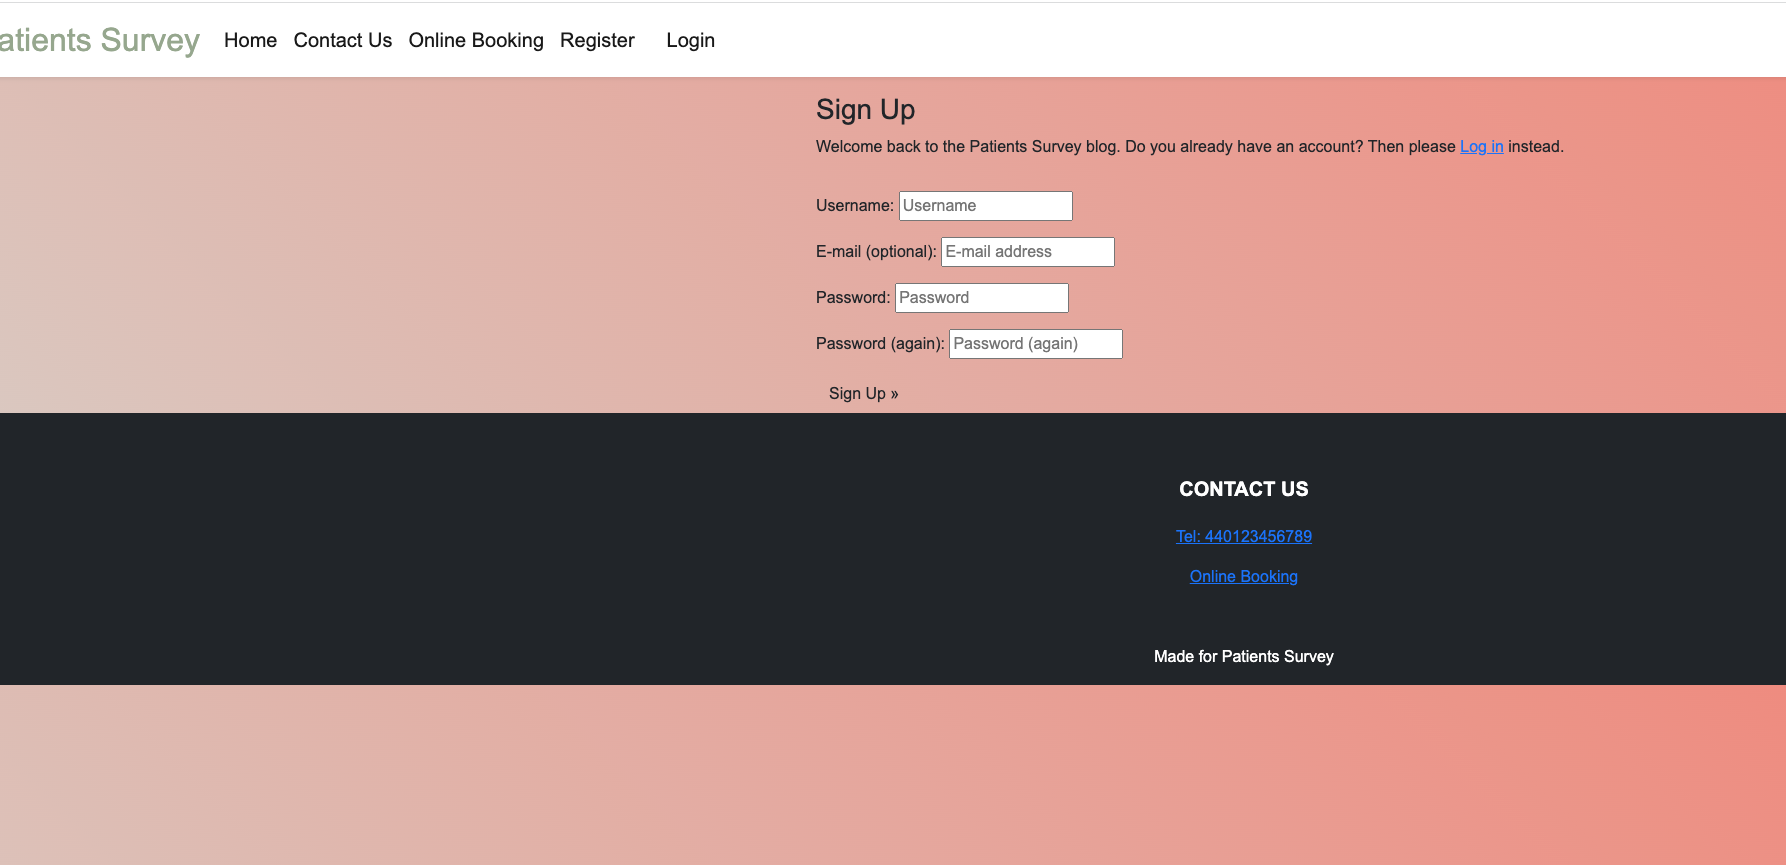 atients Survey Home Contact Us Online Booking Register Login
Sign Up
Welcome back to the Patients Survey blog. Do you already have an account? Then please Log in instead.
Username: Username
E-mail (optional): E-mail address
Password: Password
Password (again): Password (again)
Sign Up »
CONTACT US
Tel: 440123456789
Online Booking
Made for Patients Survey